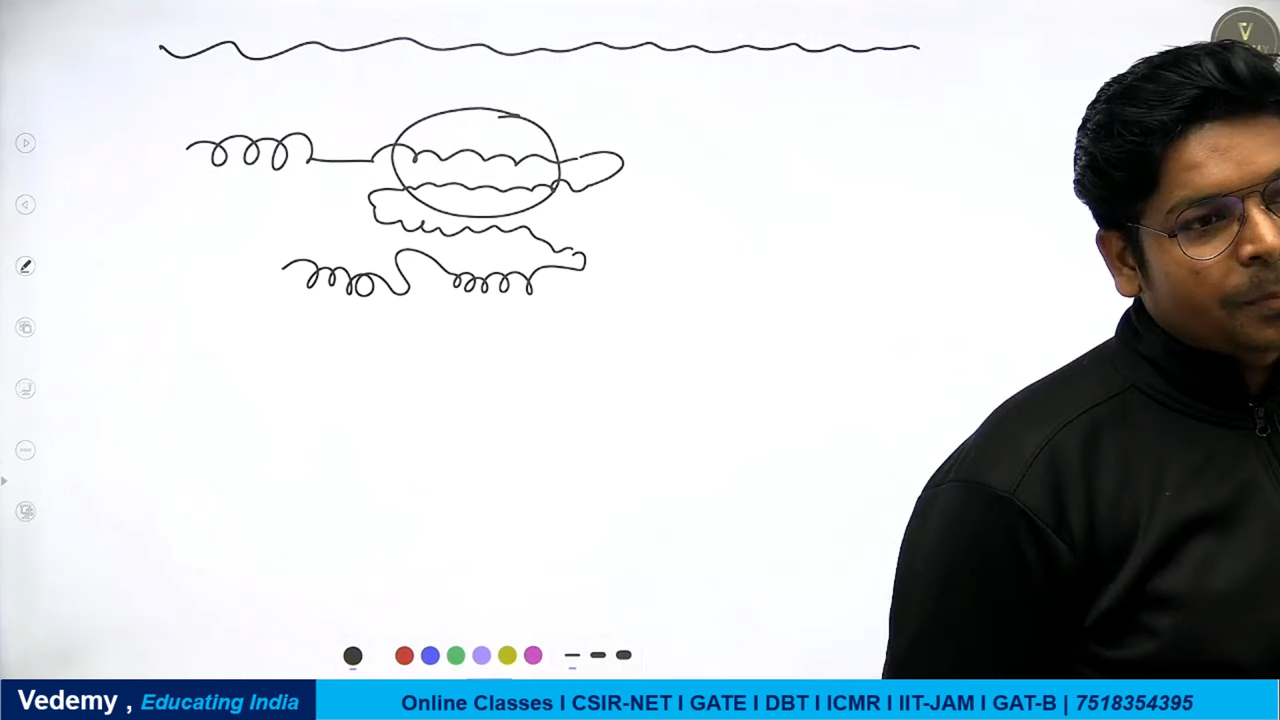 Vedemy , Educating India
Online Classes I CSIR-NET I GATE I DBT I ICMR I IIT-JAM I GAT-B | 7518354395